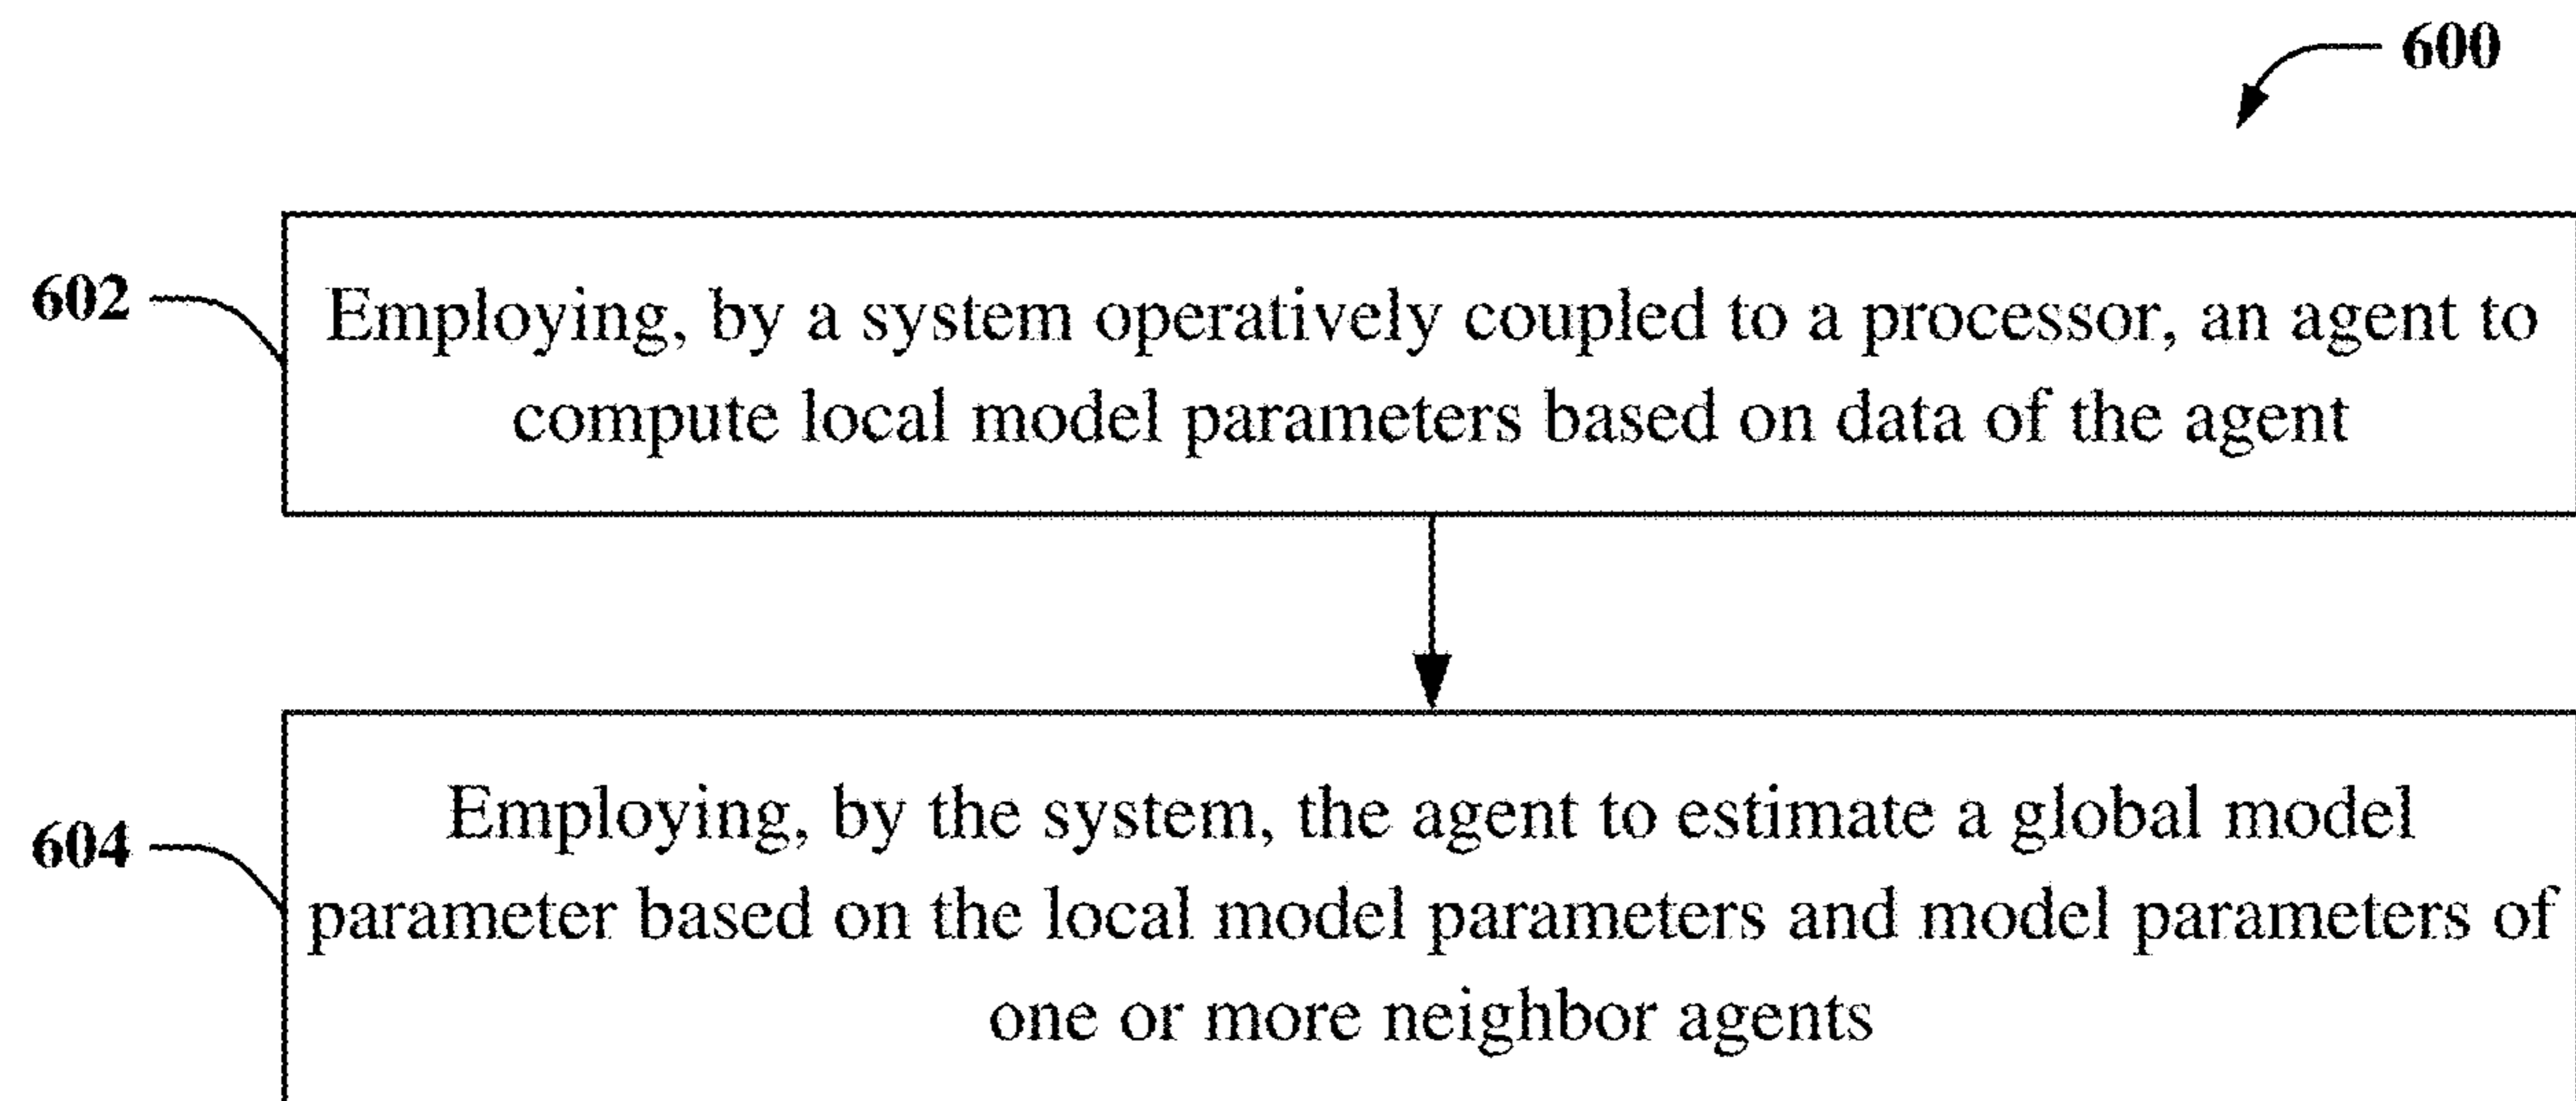 600
602
Employing, by a system operatively coupled to a processor, an agent to
compute local model parameters based on data of the agent
604
Employing, by the system, the agent to estimate a global model
parameter based on the local model parameters and model parameters of
one or more neighbor agents